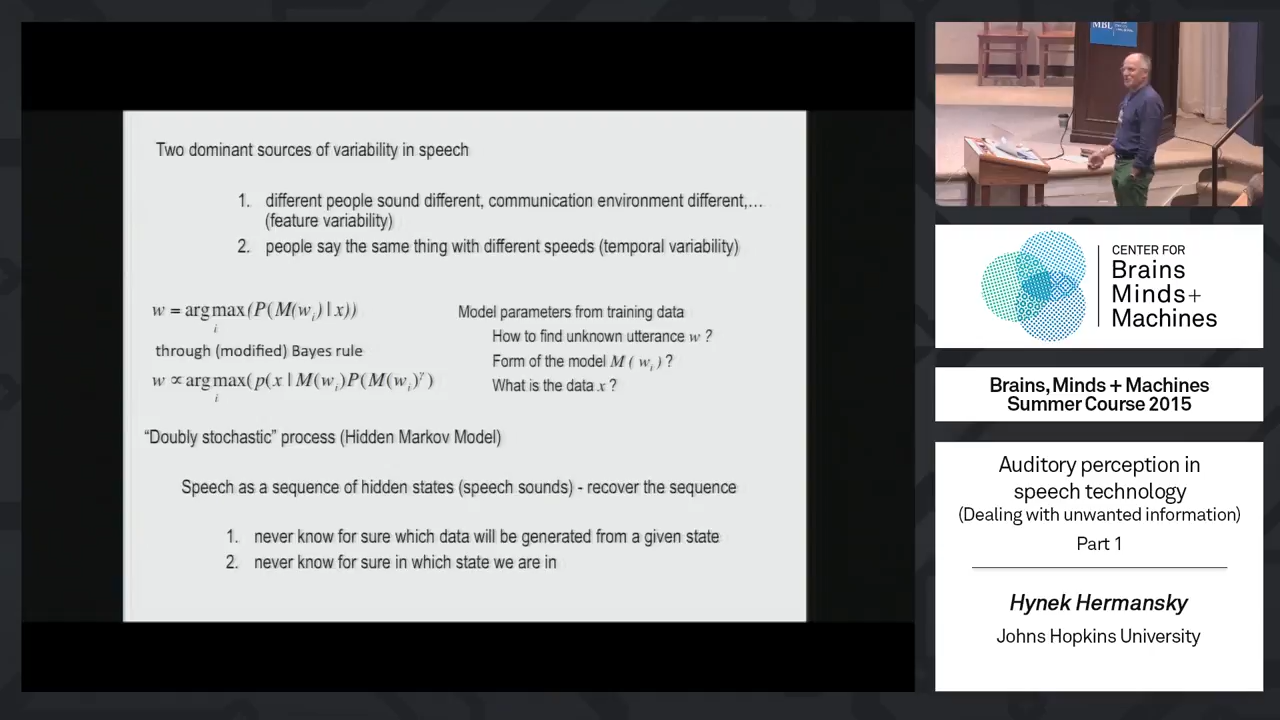 Two dominant sources of variability in speech
1. different people sound different, communication environment different,…
(feature variability)
2. people say the same thing with different speeds (temporal variability)
w = arg max (P(M(w_i) | x))
i
through (modified) Bayes rule
w ∝ arg max (p(x | M(w_i)P(M(w_i)^γ)
i
Model parameters from training data
How to find unknown utterance w ?
Form of the model M ( w_i ) ?
What is the data x ?
“Doubly stochastic” process (Hidden Markov Model)
Speech as a sequence of hidden states (speech sounds) - recover the sequence
1. never know for sure which data will be generated from a given state
2. never know for sure in which state we are in
MBL
CENTER FOR
Brains
Minds+
Machines
Brains, Minds + Machines
Summer Course 2015
Auditory perception in
speech technology
(Dealing with unwanted information)
Part 1
Hynek Hermansky
Johns Hopkins University